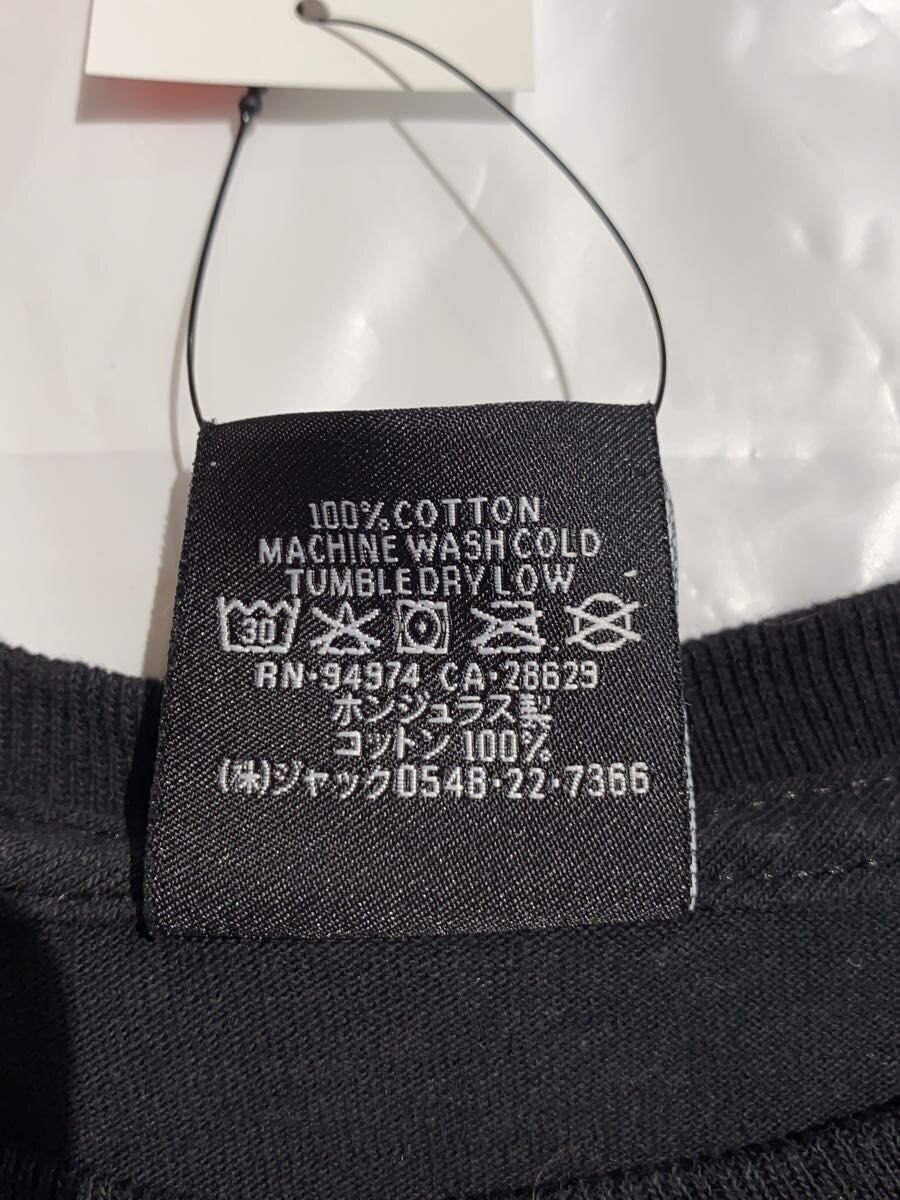 100% COTTON
MACHINE WASH COLD
TUMBLE DRY LOW
30
RN·94974 CA·28629
ホンジュラス製
コットン 100%
(株)ジャック0548·22·7366